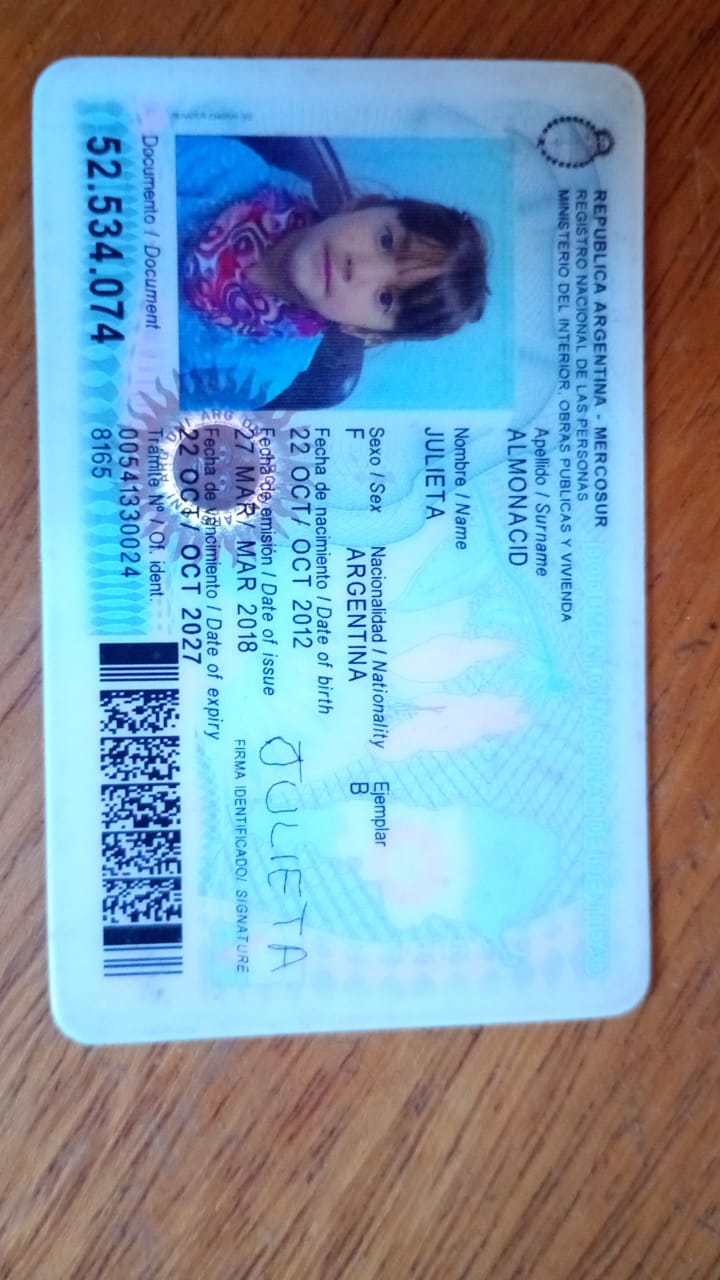 REPUBLICA ARGENTINA - MERCOSUR
REGISTRO NACIONAL DE LAS PERSONAS
MINISTERIO DEL INTERIOR, OBRAS PUBLICAS Y VIVIENDA
DOCUMENTO NACIONAL DE IDENTIDAD
Apellido / Surname
ALMONACID
Nombre / Name
JULIETA
Sexo / Sex Nacionalidad / Nationality Ejemplar
F ARGENTINA B
Fecha de nacimiento / Date of birth
22 OCT/ OCT 2012
Fecha de emisión / Date of issue
27 MAR/ MAR 2018
Fecha de vencimiento / Date of expiry
22 OCT/ OCT 2027
JULIETA
FIRMA IDENTIFICADO/ SIGNATURE
Trámite Nº / Of. ident.
00541330024
8165
Documento / Document
52.534.074